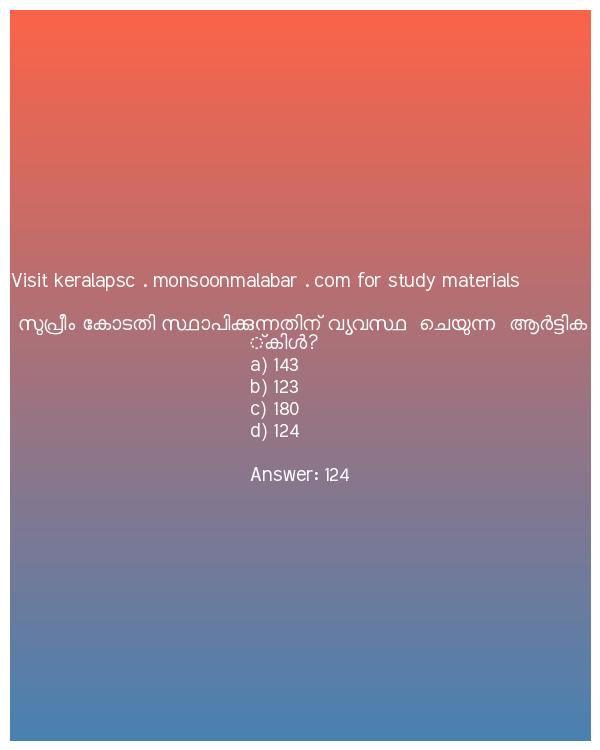 Visit keralapsc . monsoonmalabar . com for study materials
സുപ്രീം കോടതി സ്ഥാപിക്കുന്നതിന് വ്യവസ്ഥ  ചെയുന്ന  ആർട്ടിക
്കിൾ?
a) 143
b) 123
c) 180
d) 124
Answer: 124